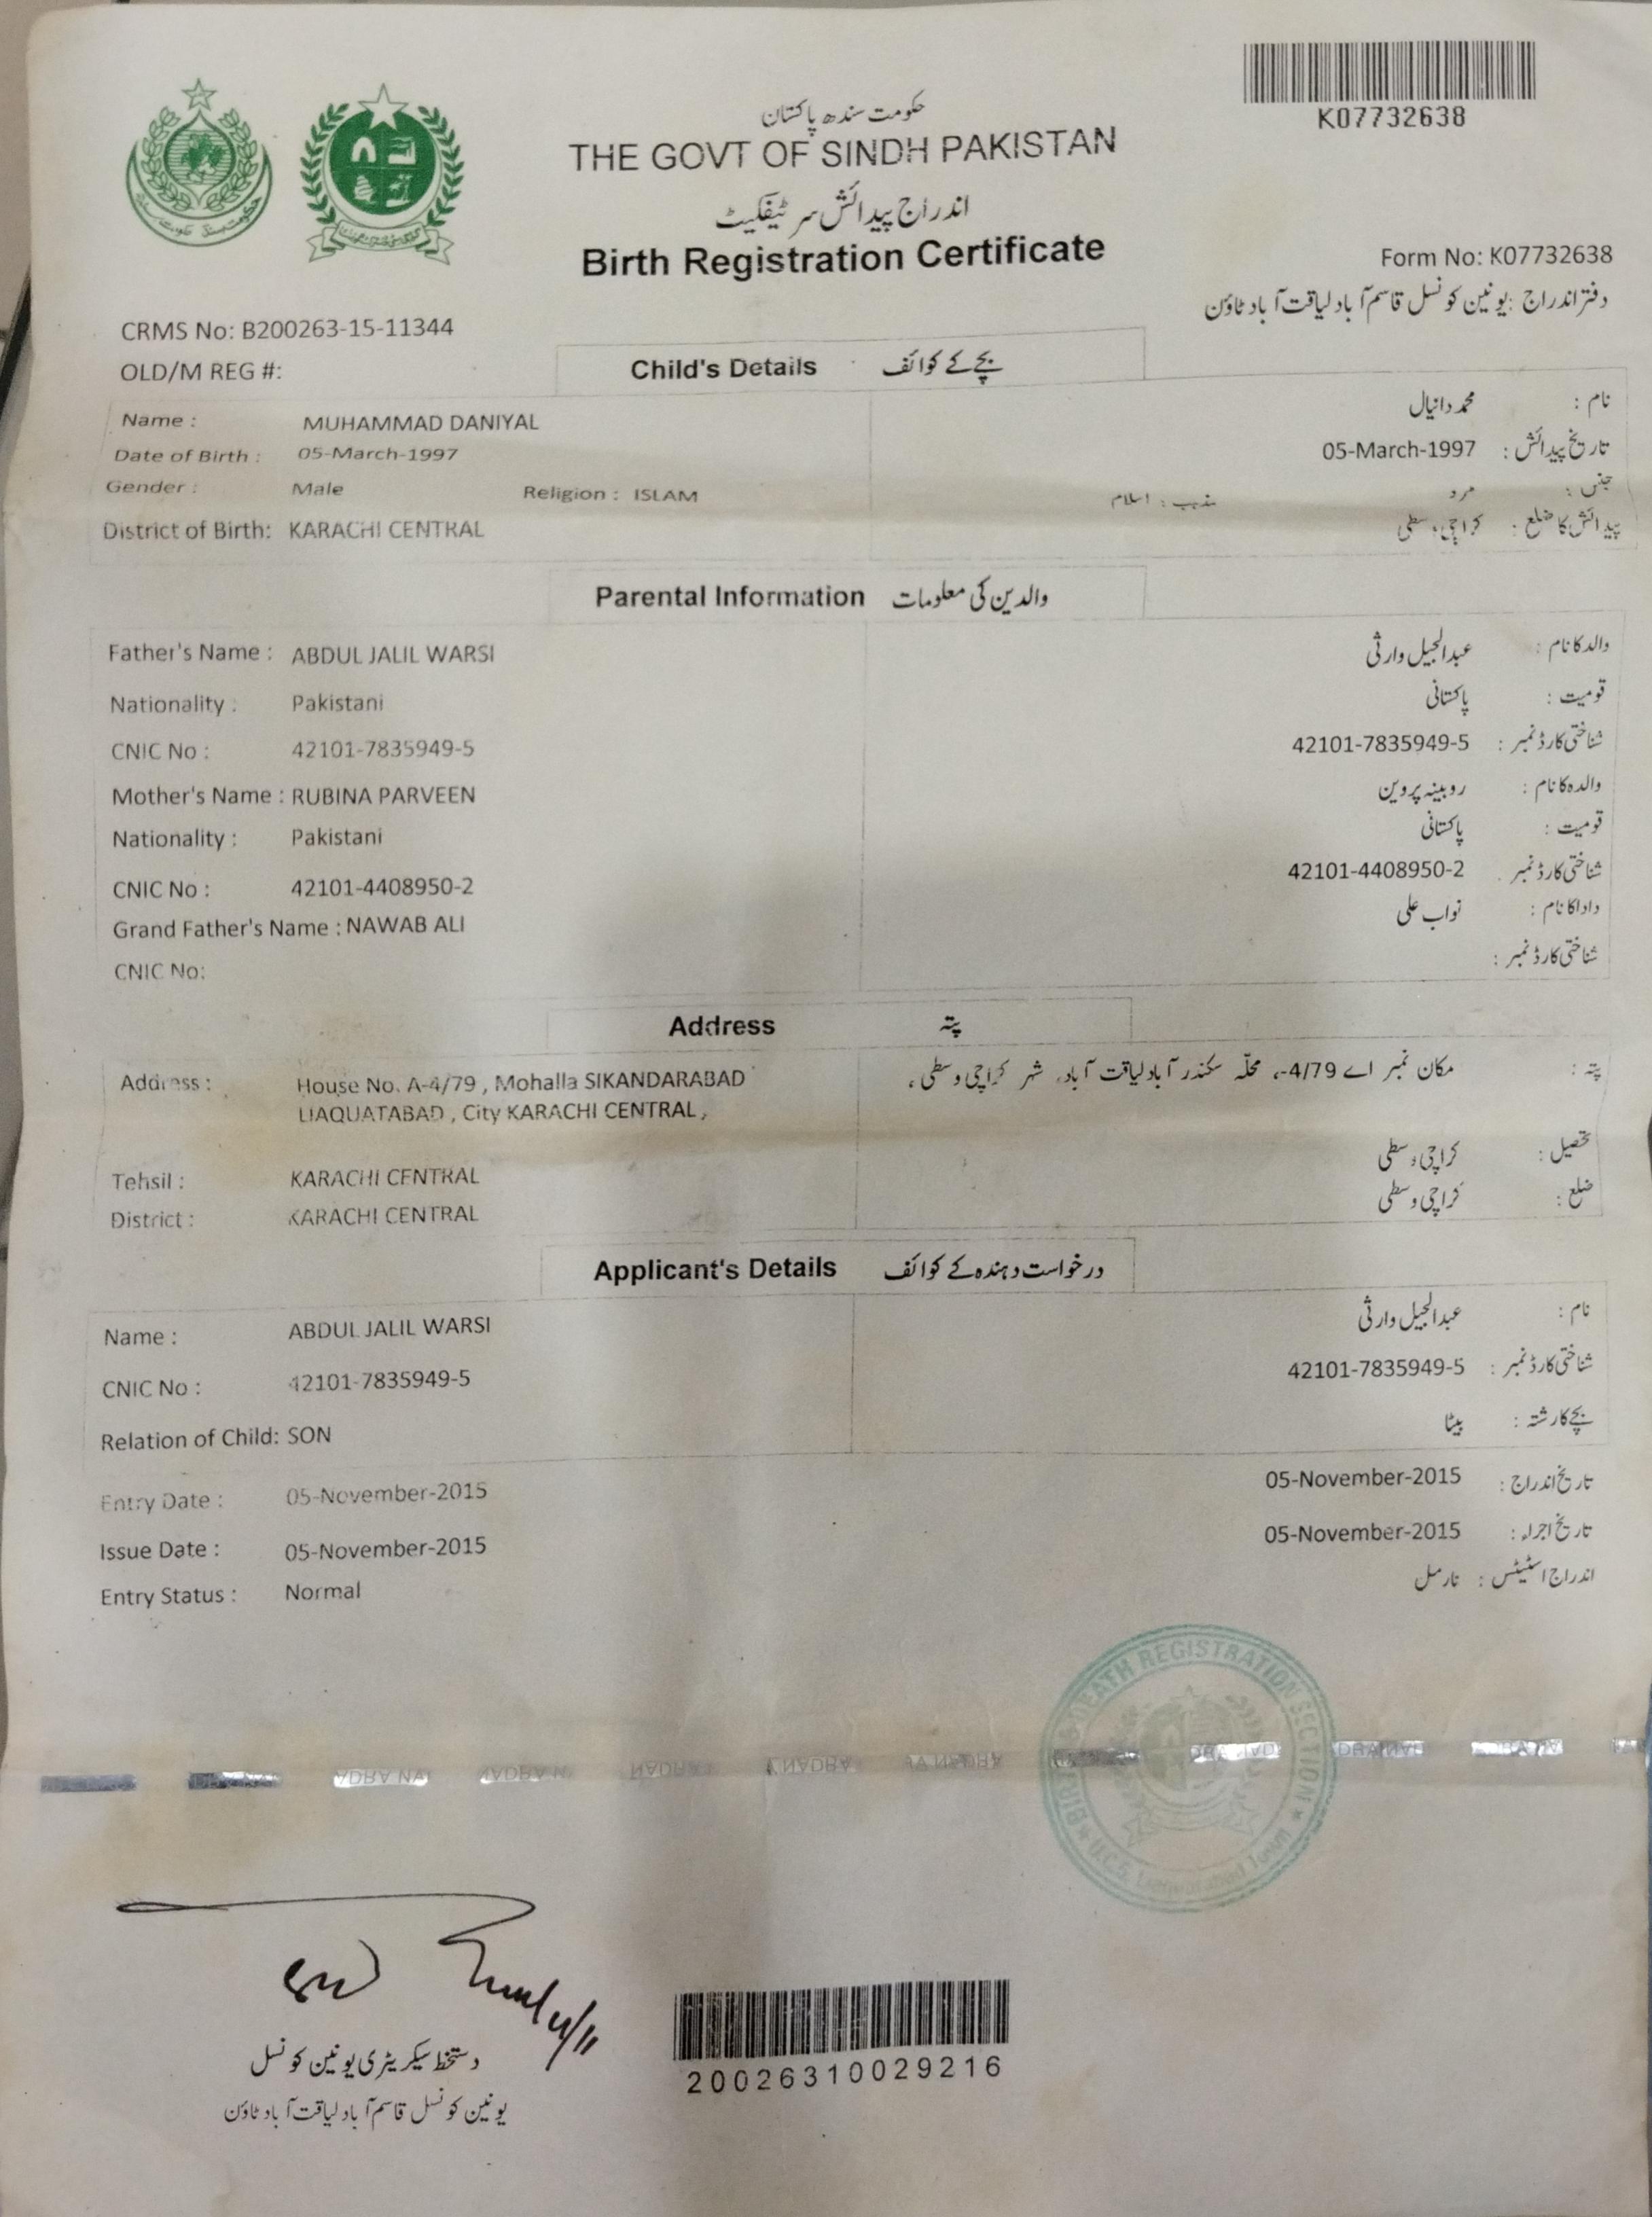 K07732638
حکومت سندھ پاکستان
THE GOVT OF SINDH PAKISTAN
اندراج پیدائش سرٹیفکیٹ
Birth Registration Certificate
Form No: K07732638
دفتر اندراج : یونین کونسل قاسم آباد لیاقت آباد ٹاؤن
CRMS No: B200263-15-11344
OLD/M REG #:
Child's Details بچے کے کوائف
Name : MUHAMMAD DANIYAL نام : محمد دانیال
Date of Birth : 05-March-1997 تاریخ پیدائش : 05-March-1997
Gender : Male Religion : ISLAM جنس : مرد مذہب : اسلام
District of Birth: KARACHI CENTRAL پیدائش کا ضلع : کراچی وسطی
Parental Information والدین کی معلومات
Father's Name : ABDUL JALIL WARSI والد کا نام : عبدالجلیل وارثی
Nationality : Pakistani قومیت : پاکستانی
CNIC No : 42101-7835949-5 شناختی کارڈ نمبر : 42101-7835949-5
Mother's Name : RUBINA PARVEEN والدہ کا نام : روبینہ پروین
Nationality : Pakistani قومیت : پاکستانی
CNIC No : 42101-4408950-2 شناختی کارڈ نمبر : 42101-4408950-2
Grand Father's Name : NAWAB ALI دادا کا نام : نواب علی
CNIC No: شناختی کارڈ نمبر :
Address پتہ
Address : House No. A-4/79 , Mohalla SIKANDARABAD پتہ : مکان نمبر اے 4/79-، محلّہ سکندر آباد لیاقت آباد، شہر کراچی وسطی ،
LIAQUATABAD , City KARACHI CENTRAL ,
Tehsil : KARACHI CENTRAL تحصیل : کراچی وسطی
District : KARACHI CENTRAL ضلع : کراچی وسطی
Applicant's Details درخواست دہندہ کے کوائف
Name : ABDUL JALIL WARSI نام : عبدالجلیل وارثی
CNIC No : 42101-7835949-5 شناختی کارڈ نمبر : 42101-7835949-5
Relation of Child: SON بچے کا رشتہ : بیٹا
Entry Date : 05-November-2015 تاریخ اندراج : 05-November-2015
Issue Date : 05-November-2015 تاریخ اجراء : 05-November-2015
Entry Status : Normal اندراج اسٹیٹس : نارمل
DEATH REGISTRATION SECTION
NADRA
دستخط سیکریٹری یونین کونسل
یونین کونسل قاسم آباد لیاقت آباد ٹاؤن
20026310029216